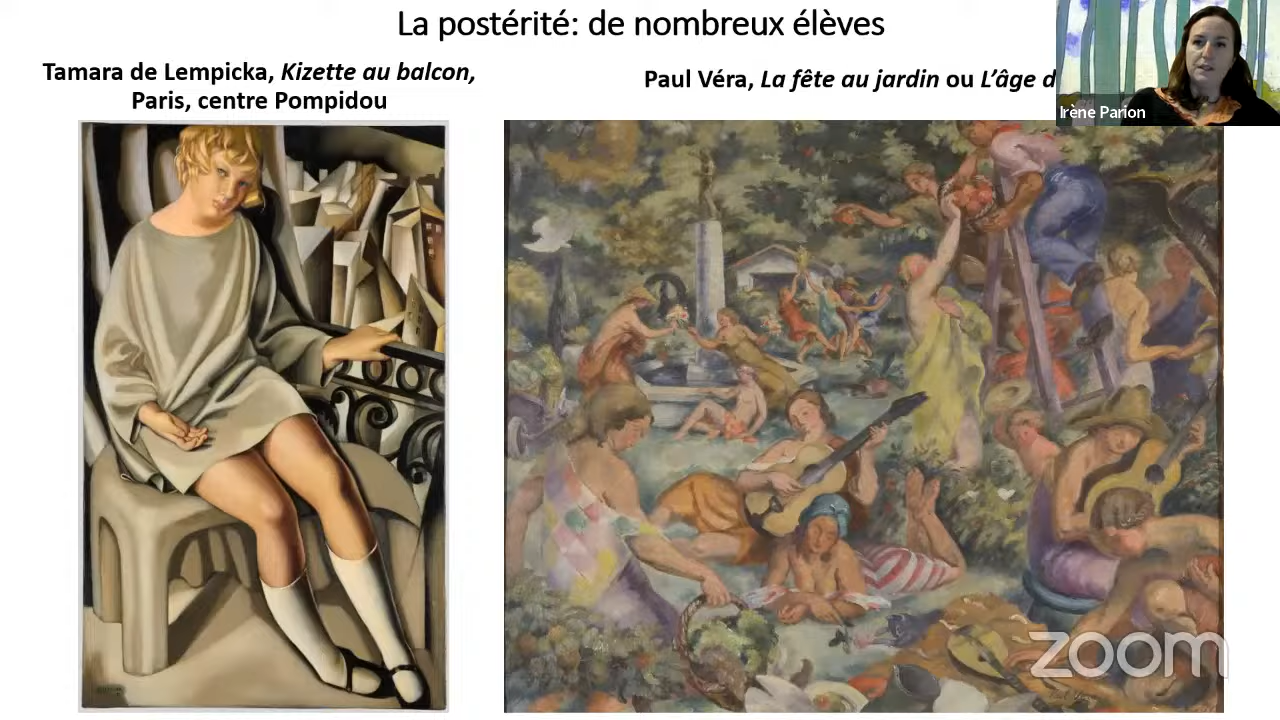 La postérité: de nombreux élèves
Tamara de Lempicka, Kizette au balcon,
Paris, centre Pompidou
Paul Véra, La fête au jardin ou L'âge d
Irène Parion
zoom